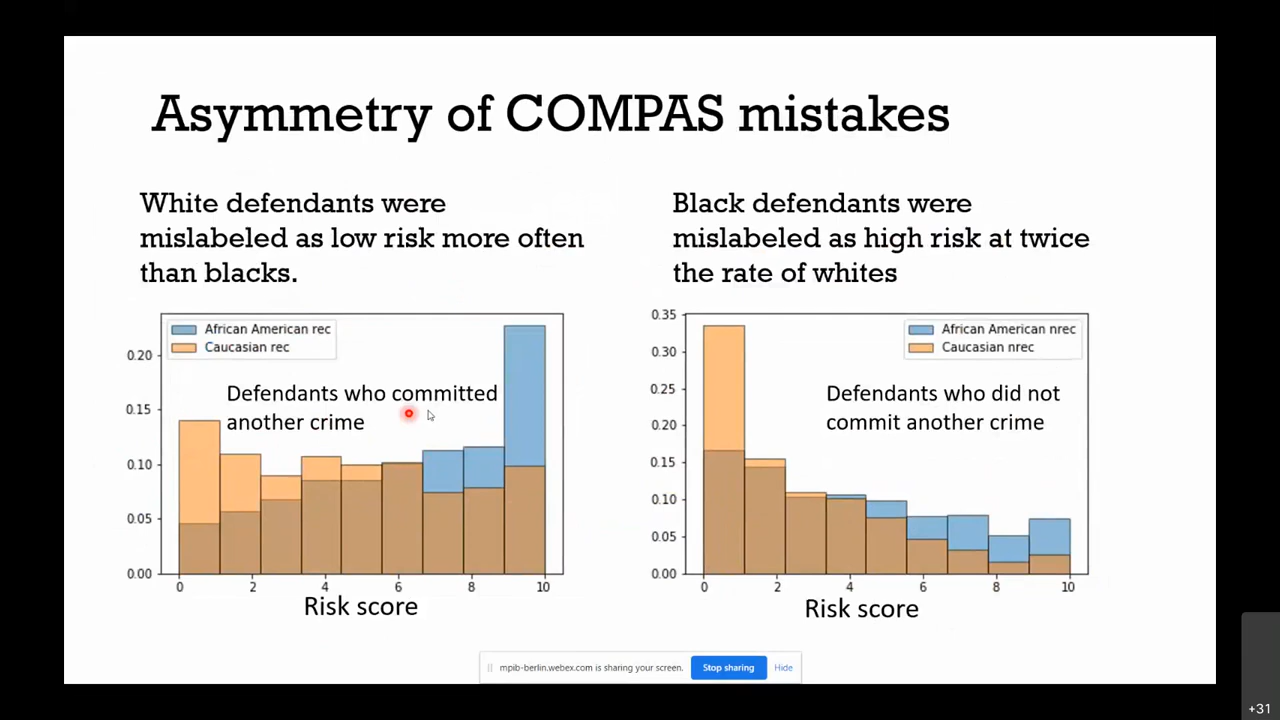 Asymmetry of COMPAS mistakes
White defendants were
mislabeled as low risk more often
than blacks.
Black defendants were
mislabeled as high risk at twice
the rate of whites
African American rec
Caucasian rec
Defendants who committed
another crime
0.20
0.15
0.10
0.05
0.00
0 2 4 6 8 10
Risk score
African American nrec
Caucasian nrec
Defendants who did not
commit another crime
0.35
0.30
0.25
0.20
0.15
0.10
0.05
0.00
0 2 4 6 8 10
Risk score
mpib-berlin.webex.com is sharing your screen. Stop sharing Hide
+31